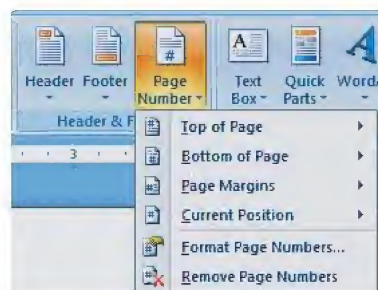 Header Footer Page Number Text Box Quick Parts
Header & F
3
Top of Page
Bottom of Page
Page Margins
Current Position
Format Page Numbers...
Remove Page Numbers